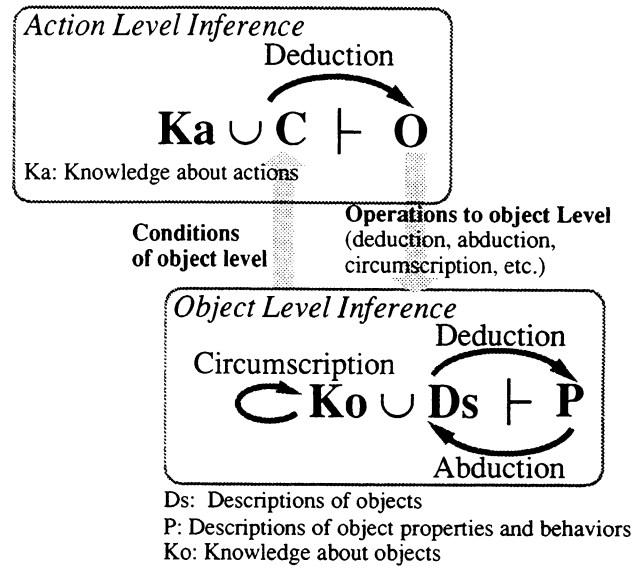 Action Level Inference
Deduction
Ka ∪ C ⊢ O
Ka: Knowledge about actions
Conditions
of object level
Operations to object Level
(deduction, abduction,
circumscription, etc.)
Object Level Inference
Deduction
Circumscription
Ko ∪ Ds ⊢ P
Abduction
Ds: Descriptions of objects
P: Descriptions of object properties and behaviors
Ko: Knowledge about objects